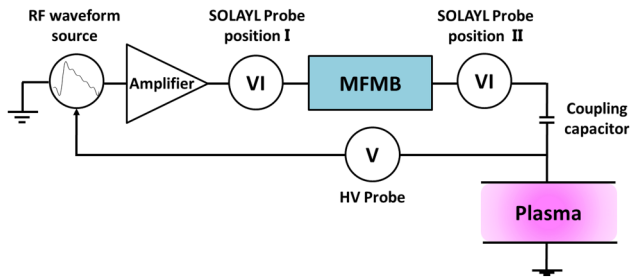 RF waveform
source
SOLAYL Probe
position I
SOLAYL Probe
position II
Amplifier
VI
MFMB
VI
Coupling
capacitor
V
HV Probe
Plasma